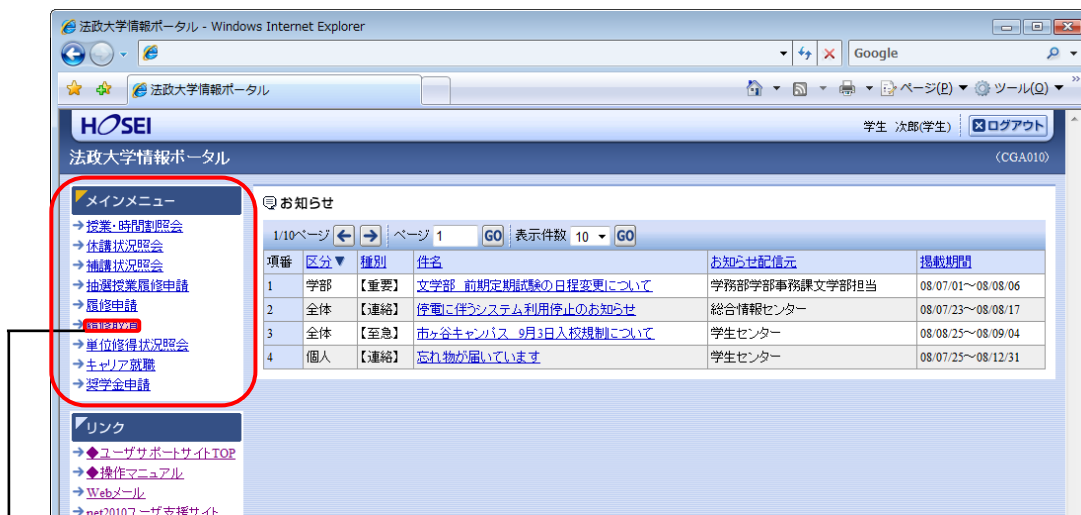 法政大学情報ポータル - Windows Internet Explorer
Google
法政大学情報ポータル
ページ(P) ツール(O)
HOSEI
学生 次郎(学生) ログアウト
法政大学情報ポータル (CGA010)
メインメニュー
授業・時間割照会
休講状況照会
補講状況照会
抽選授業履修申請
履修申請
単位修得状況照会
キャリア就職
奨学金申請
リンク
◆ユーザサポートサイトTOP
◆操作マニュアル
Webメール
net2010ユーザ支援サイト
お知らせ
1/10ページ ページ 1 GO 表示件数 10 GO
項番 区分▼ 種別 件名 お知らせ配信元 掲載期間
1 学部 【重要】 文学部 前期定期試験の日程変更について 学務部学部事務課文学部担当 08/07/01～08/08/06
2 全体 【連絡】 停電に伴うシステム利用停止のお知らせ 総合情報センター 08/07/23～08/08/17
3 全体 【至急】 市ヶ谷キャンパス 9月3日入校規制について 学生センター 08/08/25～08/09/04
4 個人 【連絡】 忘れ物が届いています 学生センター 08/07/25～08/12/31